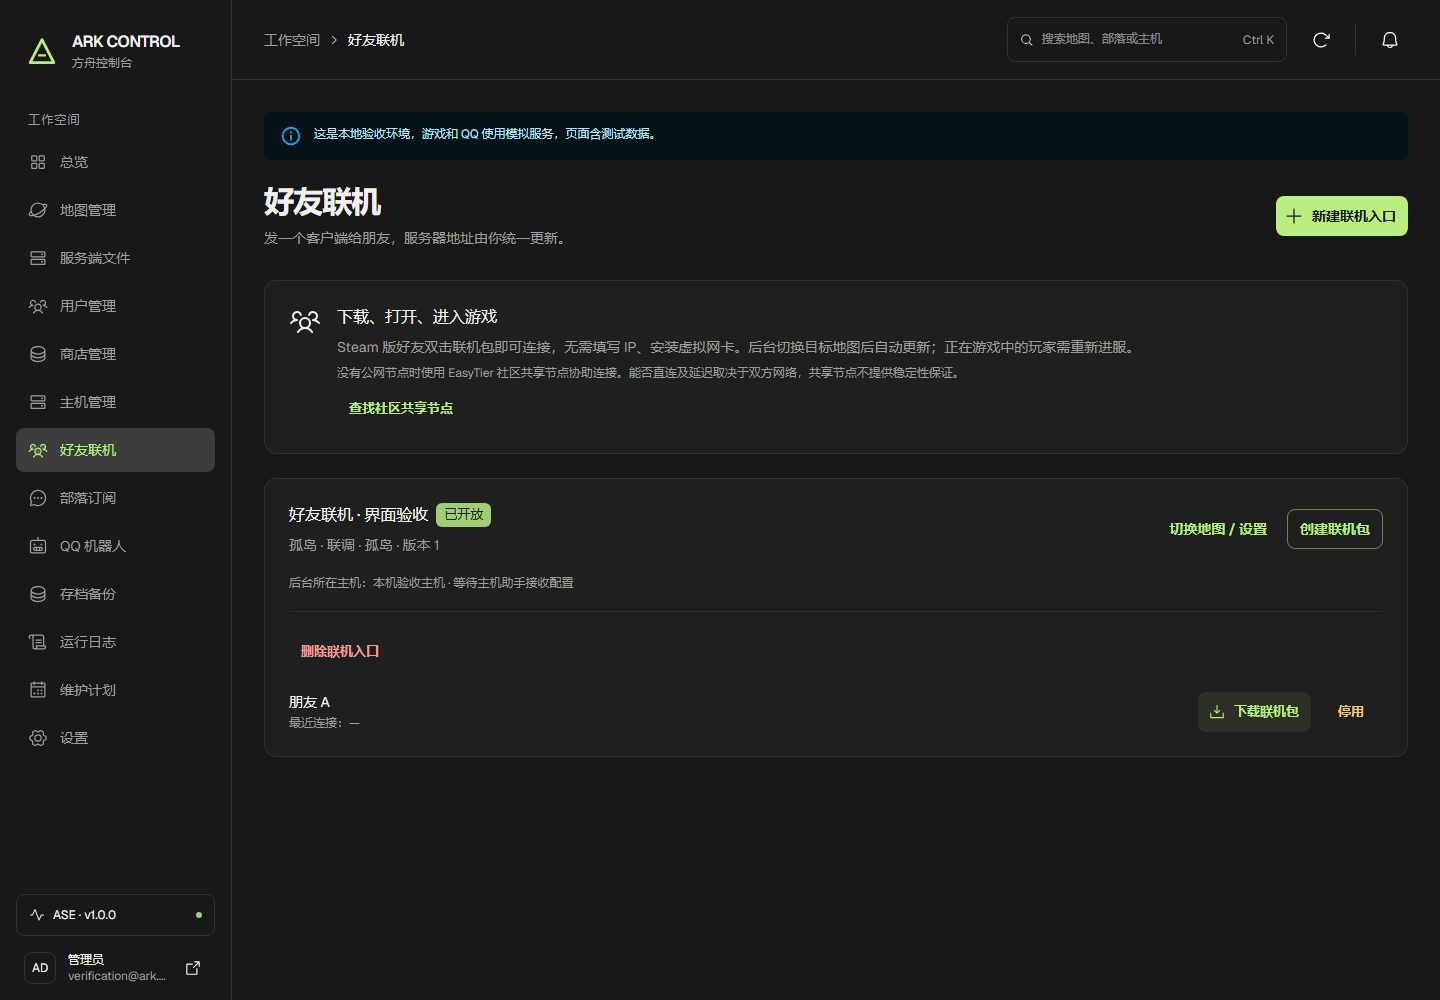 ARK CONTROL
方舟控制台
工作空间
总览
地图管理
服务端文件
用户管理
商店管理
主机管理
好友联机
部落订阅
QQ 机器人
存档备份
运行日志
维护计划
设置
ASE · v1.0.0
AD
管理员
verification@ark....
工作空间 > 好友联机
搜索地图、部落或主机
Ctrl K
这是本地验收环境，游戏和 QQ 使用模拟服务，页面含测试数据。
好友联机
发一个客户端给朋友，服务器地址由你统一更新。
新建联机入口
下载、打开、进入游戏
Steam 版好友双击联机包即可连接，无需填写 IP、安装虚拟网卡。后台切换目标地图后自动更新；正在游戏中的玩家需重新进服。
没有公网节点时使用 EasyTier 社区共享节点协助连接。能否直连及延迟取决于双方网络，共享节点不提供稳定性保证。
查找社区共享节点
好友联机 · 界面验收 已开放
孤岛 · 联调 · 孤岛 · 版本 1
后台所在主机：本机验收主机 · 等待主机助手接收配置
切换地图 / 设置
创建联机包
删除联机入口
朋友 A
最近连接：—
下载联机包
停用